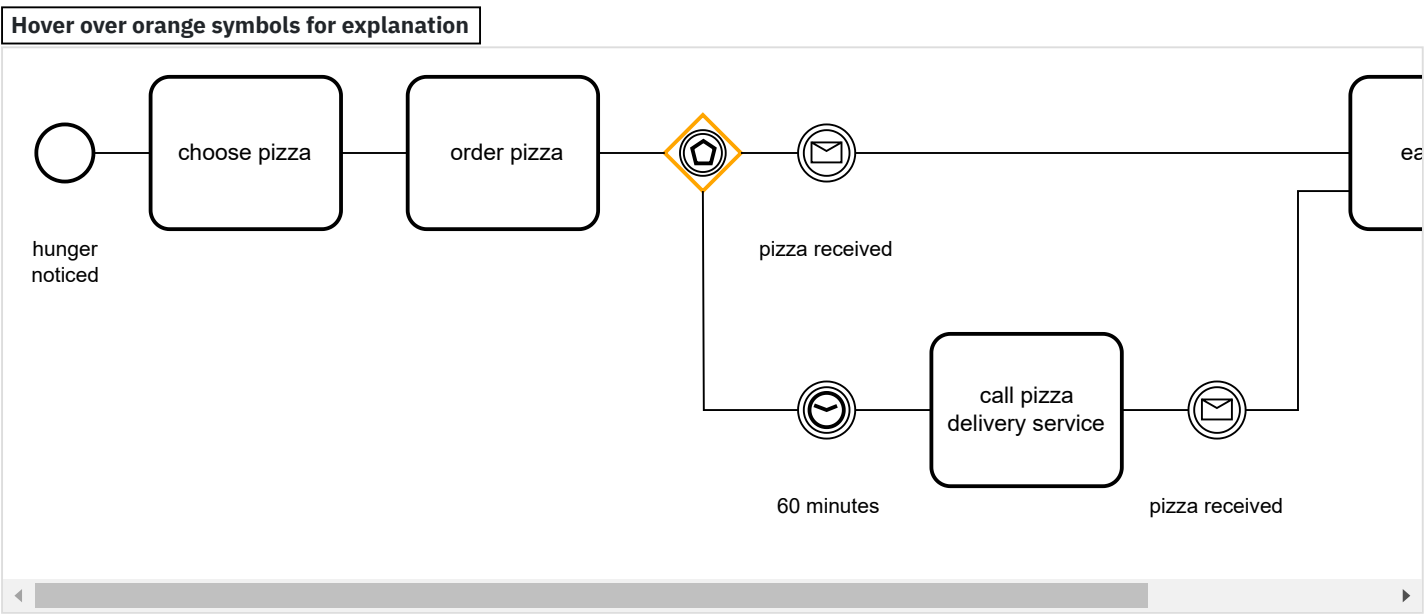 Hover over orange symbols for explanation
choose pizza
order pizza
ea
hunger
noticed
pizza received
call pizza
delivery service
60 minutes
pizza received